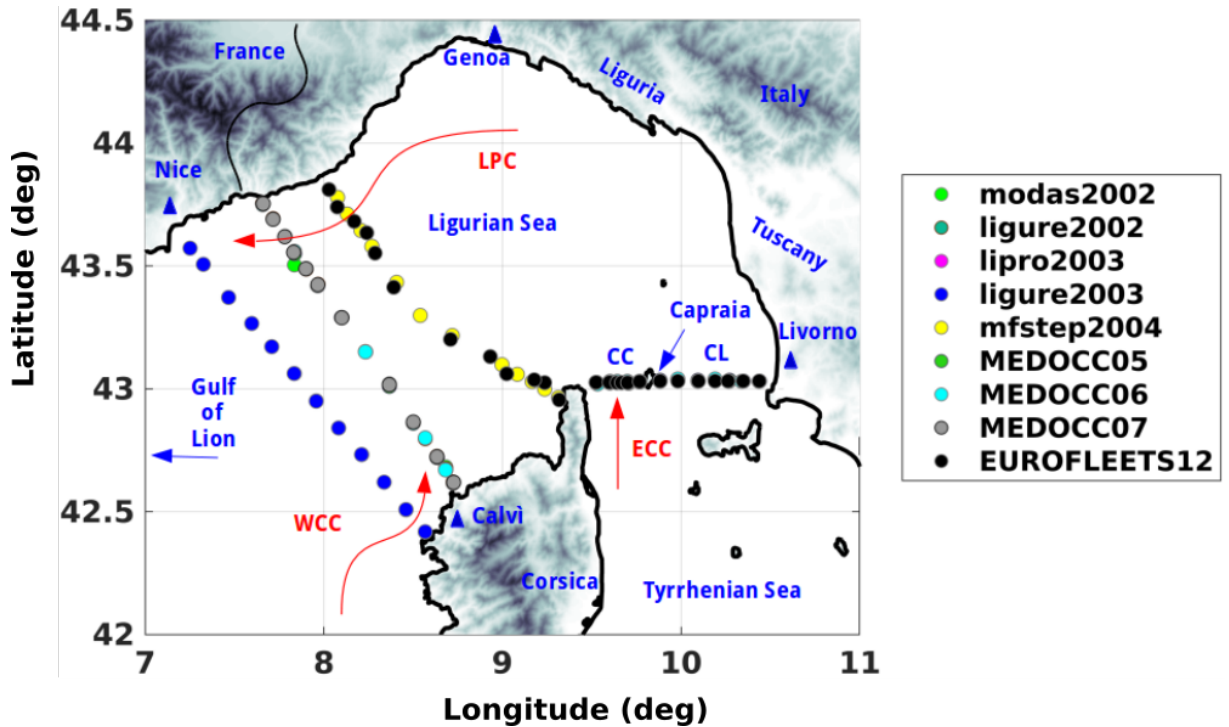 44.5
44
43.5
43
42.5
42
7
8
9
10
11
Latitude (deg)
Longitude (deg)
France
Genoa
Liguria
Italy
Nice
LPC
Ligurian Sea
Tuscany
Capraia
Livorno
CC
CL
Gulf
of
Lion
ECC
WCC
Calvì
Corsica
Tyrrhenian Sea
modas2002
ligure2002
lipro2003
ligure2003
mfstep2004
MEDOCC05
MEDOCC06
MEDOCC07
EUROFLEETS12